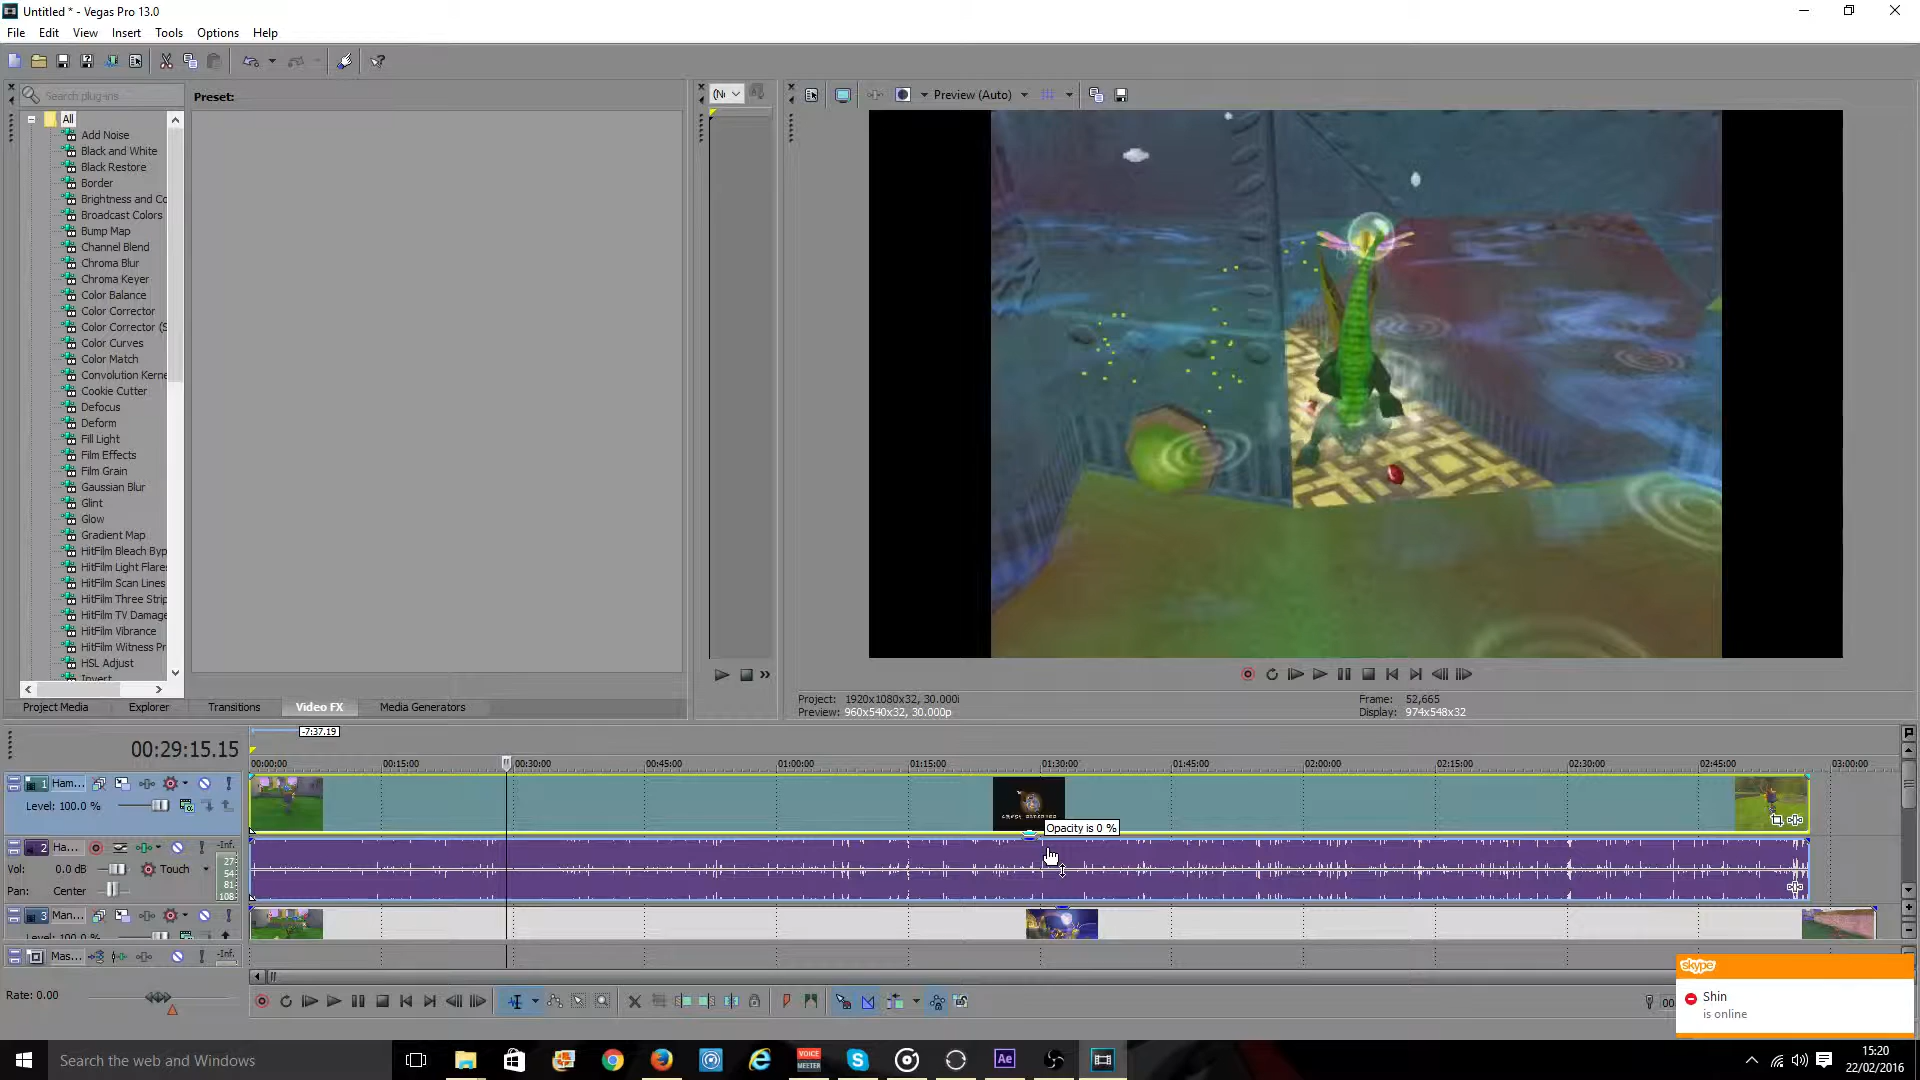 Untitled * - Vegas Pro 13.0
File Edit View Insert Tools Options Help
Search plug-ins
Preset:
Preview (Auto)
All
Add Noise
Black and White
Black Restore
Border
Brightness and Co
Broadcast Colors
Bump Map
Channel Blend
Chroma Blur
Chroma Keyer
Color Balance
Color Corrector
Color Corrector (S
Color Curves
Color Match
Convolution Kerne
Cookie Cutter
Defocus
Deform
Fill Light
Film Effects
Film Grain
Gaussian Blur
Glint
Glow
Gradient Map
HitFilm Bleach Byp
HitFilm Light Flare
HitFilm Scan Lines
HitFilm Three Strip
HitFilm TV Damage
HitFilm Vibrance
HitFilm Witness Pr
HSL Adjust
Invert
Project Media Explorer Transitions Video FX Media Generators
Project: 1920x1080x32, 30.000i
Preview: 960x540x32, 30.000p
Frame: 52,665
Display: 974x548x32
-7:37.19
00:29:15.15
00:00:00 00:15:00 00:30:00 00:45:00 01:00:00 01:15:00 01:30:00 01:45:00 02:00:00 02:15:00 02:30:00 02:45:00 03:00:00
1 Ham...
Level: 100.0 %
Opacity is 0 %
2 Ha...
-Inf.
Vol: 0.0 dB Touch
Pan: Center
27
54
81
108
3 Man...
Level: 100.0 %
Mas...
-Inf.
Rate: 0.00
skype
Shin
is online
Search the web and Windows
VOICE MEETER
Ae
15:20
22/02/2016